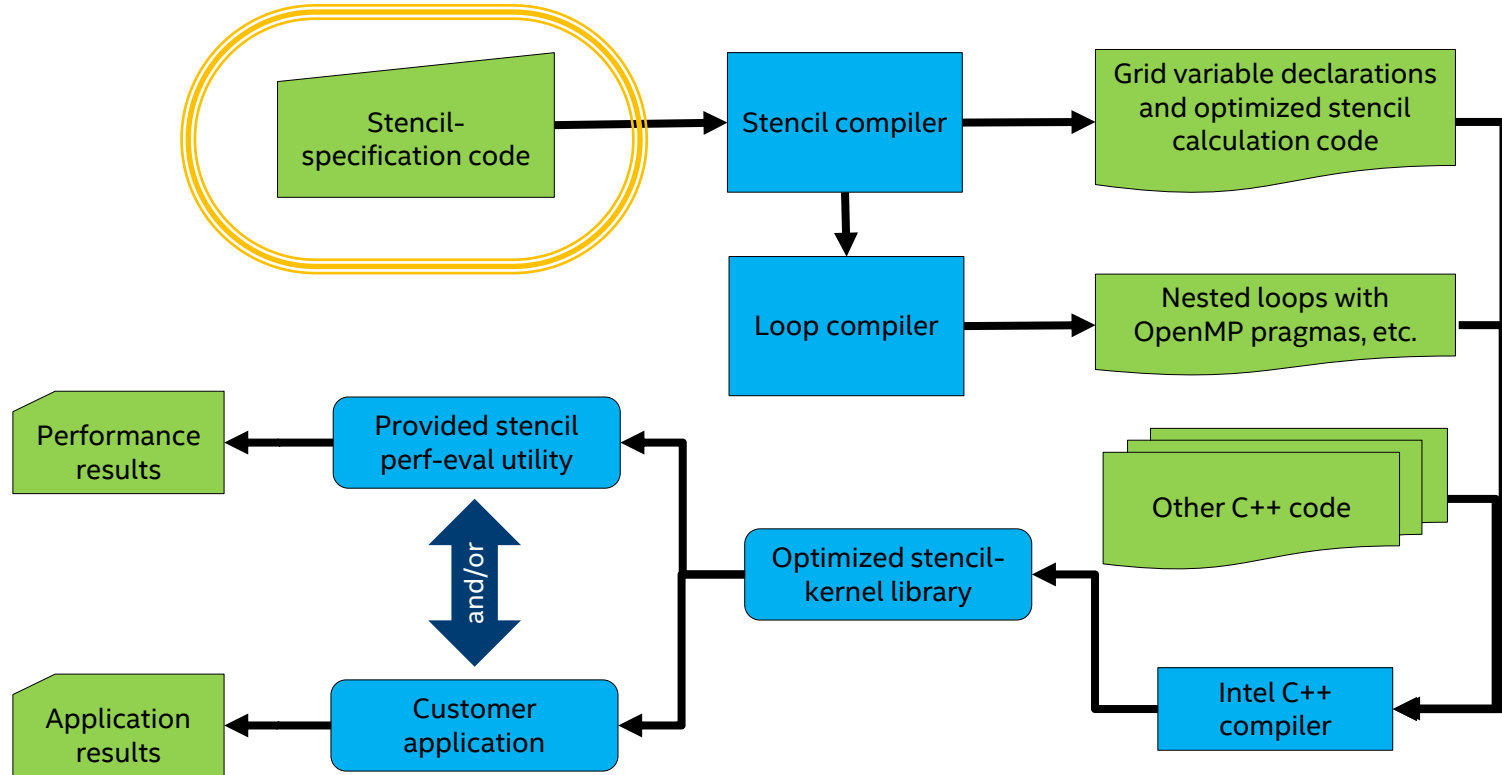 Stencil-
specification code
Stencil compiler
Grid variable declarations
and optimized stencil
calculation code
Loop compiler
Nested loops with
OpenMP pragmas, etc.
Performance
results
Provided stencil
perf-eval utility
and/or
Optimized stencil-
kernel library
Other C++ code
Application
results
Customer
application
Intel C++
compiler